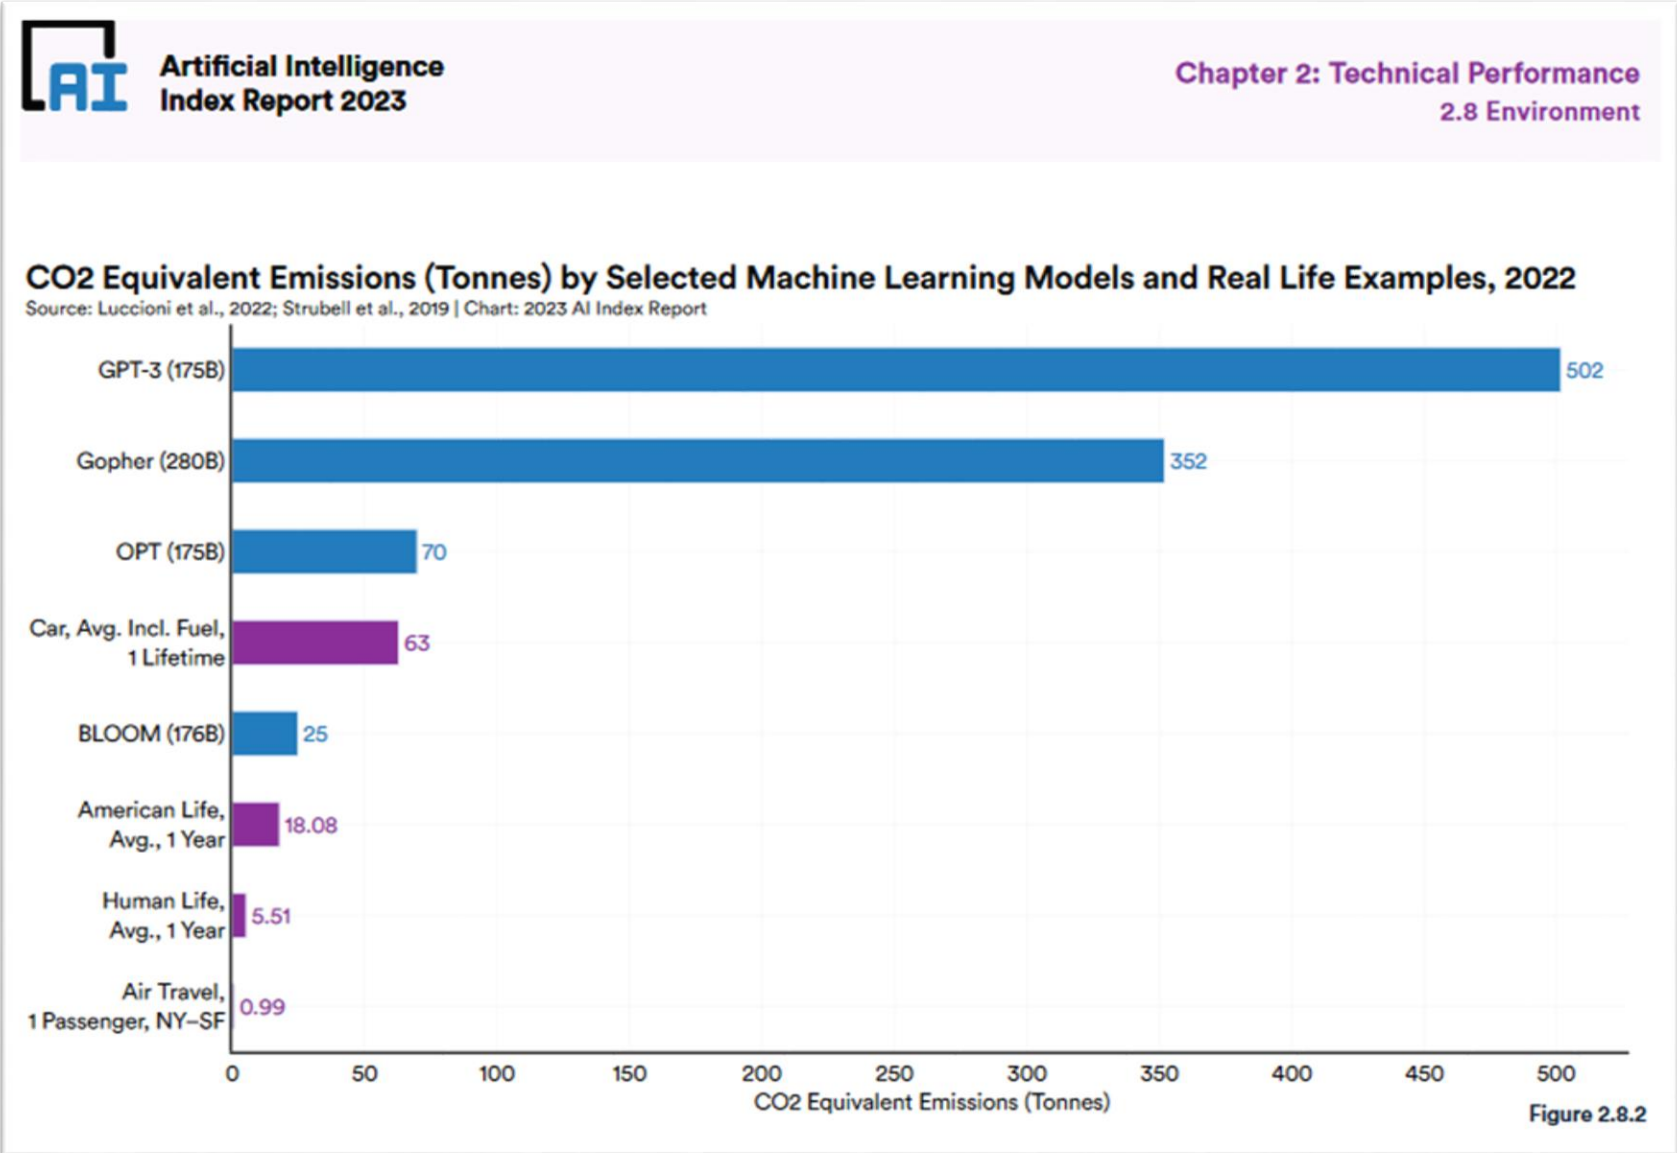 AI
Artificial Intelligence
Index Report 2023
Chapter 2: Technical Performance
2.8 Environment
CO2 Equivalent Emissions (Tonnes) by Selected Machine Learning Models and Real Life Examples, 2022
Source: Luccioni et al., 2022; Strubell et al., 2019 | Chart: 2023 AI Index Report
GPT-3 (175B)
502
Gopher (280B)
352
OPT (175B)
70
Car, Avg. Incl. Fuel,
1 Lifetime
63
BLOOM (176B)
25
American Life,
Avg., 1 Year
18.08
Human Life,
Avg., 1 Year
5.51
Air Travel,
1 Passenger, NY–SF
0.99
0 50 100 150 200 250 300 350 400 450 500
CO2 Equivalent Emissions (Tonnes)
Figure 2.8.2